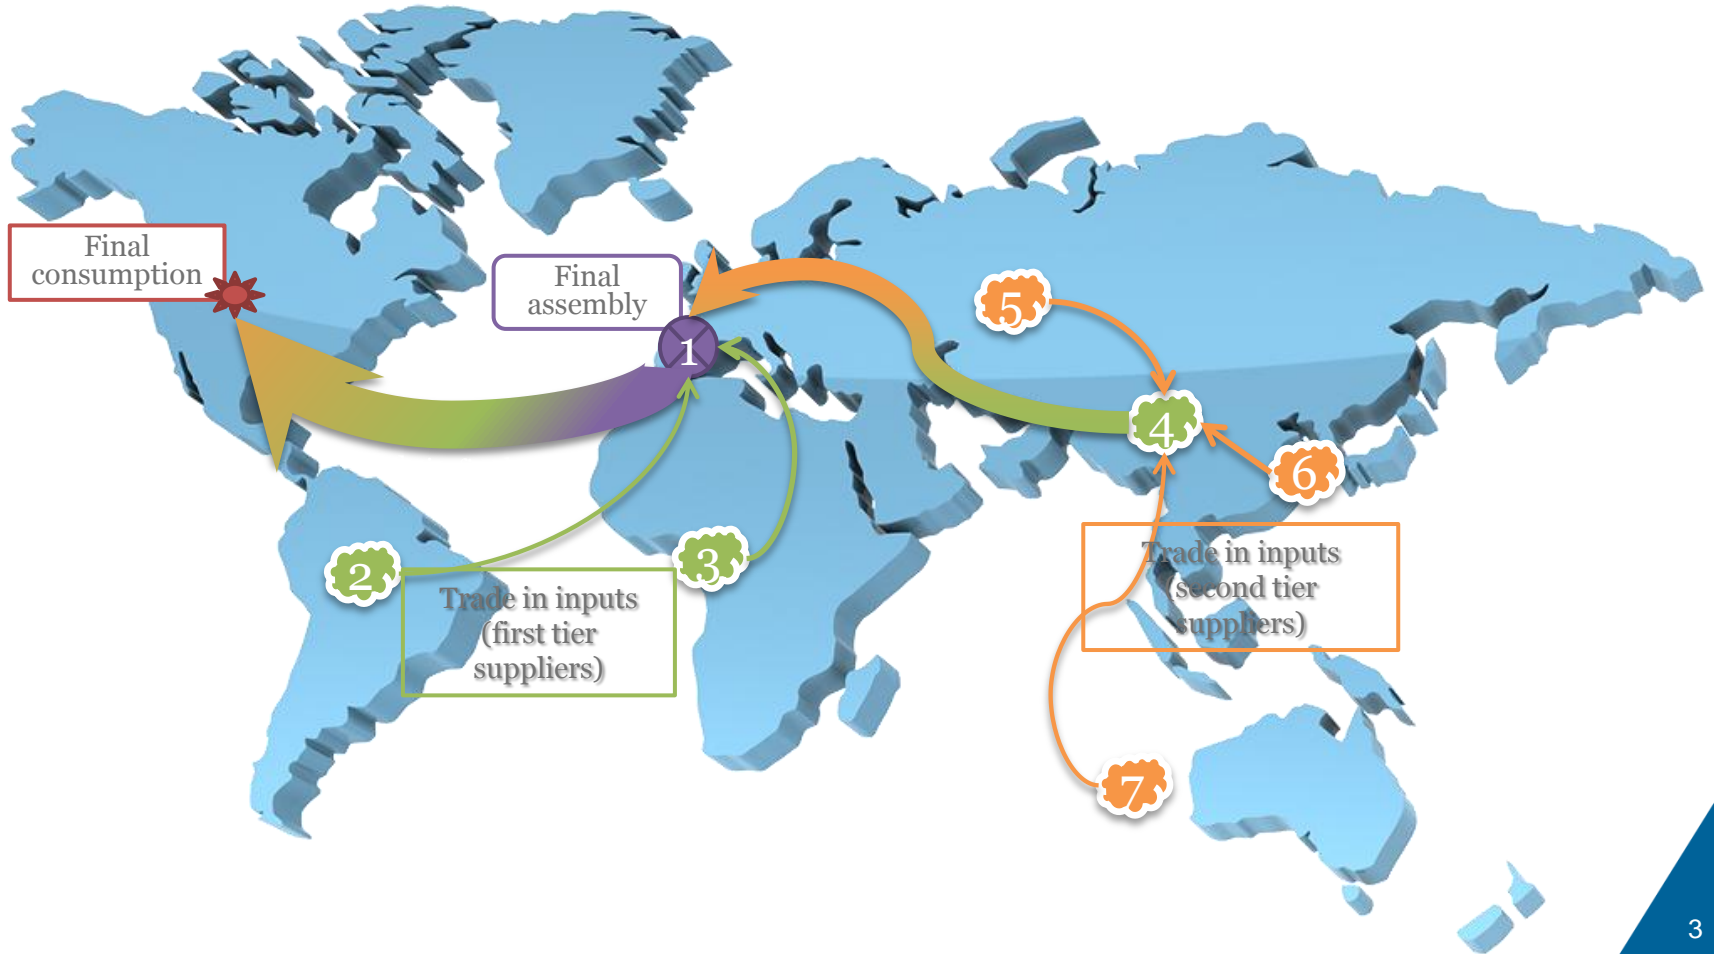 Final
consumption
Final
assembly
1
5
4
6
2
3
Trade in inputs
(first tier
suppliers)
Trade in inputs
(second tier
suppliers)
7
3